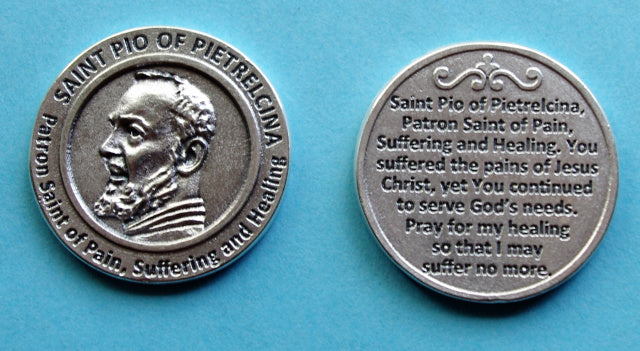 SAINT PIO OF PIETRELCINA
Patron Saint of Pain, Suffering and Healing
Saint Pio of Pietrelcina,
Patron Saint of Pain,
Suffering and Healing. You
suffered the pains of Jesus
Christ, yet You continued
to serve God's needs.
Pray for my healing
so that I may
suffer no more.